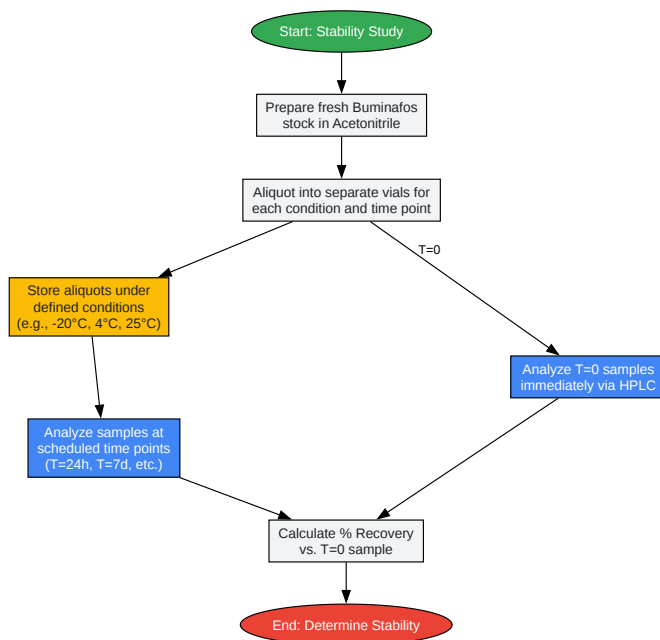 Start: Stability Study
Prepare fresh Buminafos
stock in Acetonitrile
Aliquot into separate vials for
each condition and time point
T=0
Store aliquots under
defined conditions
(e.g., -20°C, 4°C, 25°C)
Analyze T=0 samples
immediately via HPLC
Analyze samples at
scheduled time points
(T=24h, T=7d, etc.)
Calculate % Recovery
vs. T=0 sample
End: Determine Stability